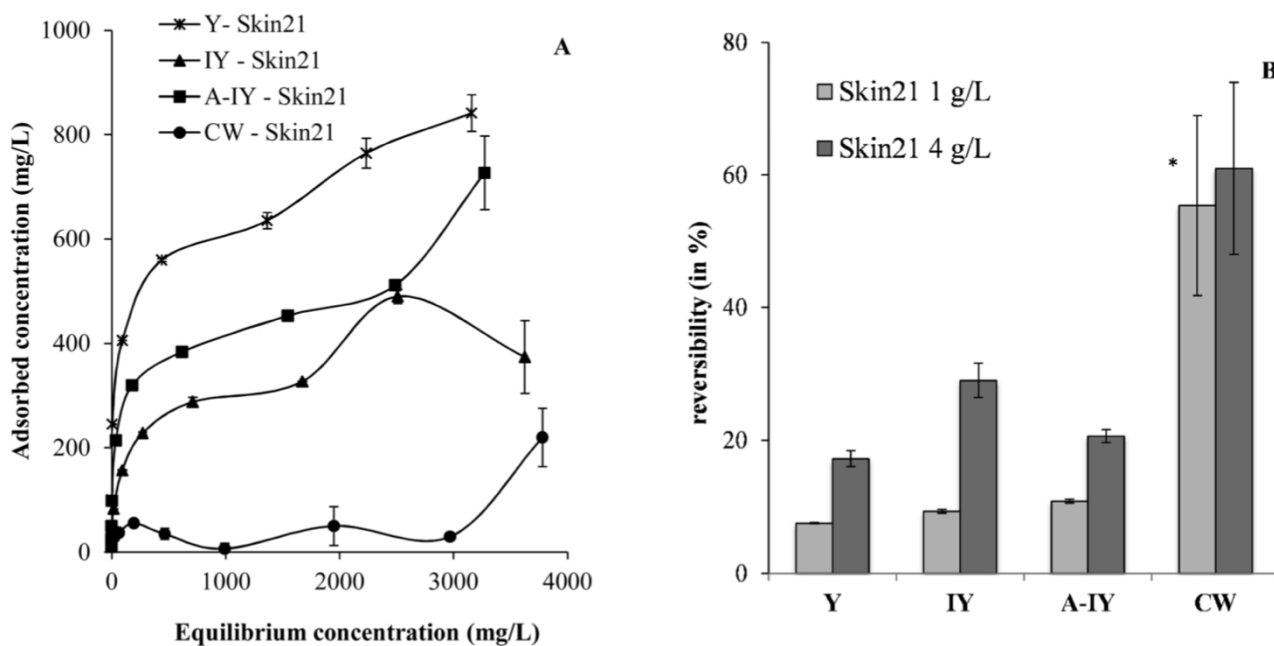 1000
800
600
400
200
0
Adsorbed concentration (mg/L)
Y- Skin21
IY - Skin21
A-IY - Skin21
CW - Skin21
A
0 1000 2000 3000 4000
Equilibrium concentration (mg/L)
80
60
40
20
0
reversibility (in %)
B
Skin21 1 g/L
Skin21 4 g/L
*
Y IY A-IY CW